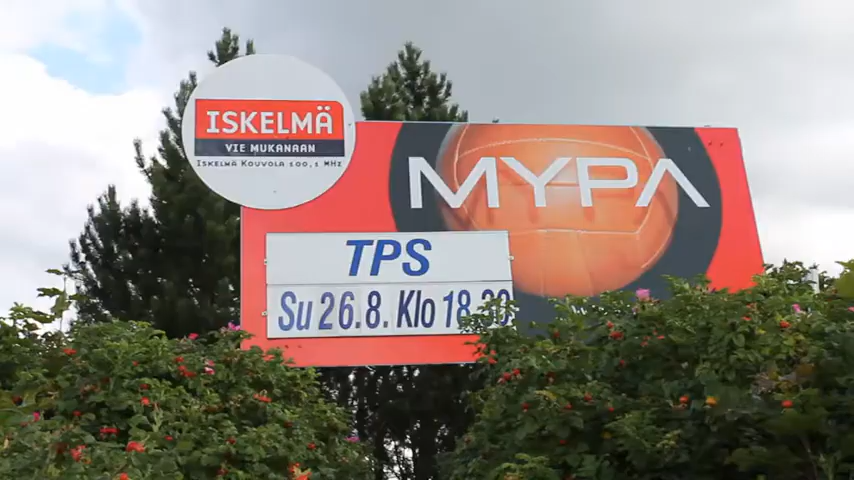 ISKELMÄ
VIE MUKANAAN
ISKELMÄ KOUVOLA 100,1 MHZ
MYPA
TPS
Su 26.8. Klo 18.30